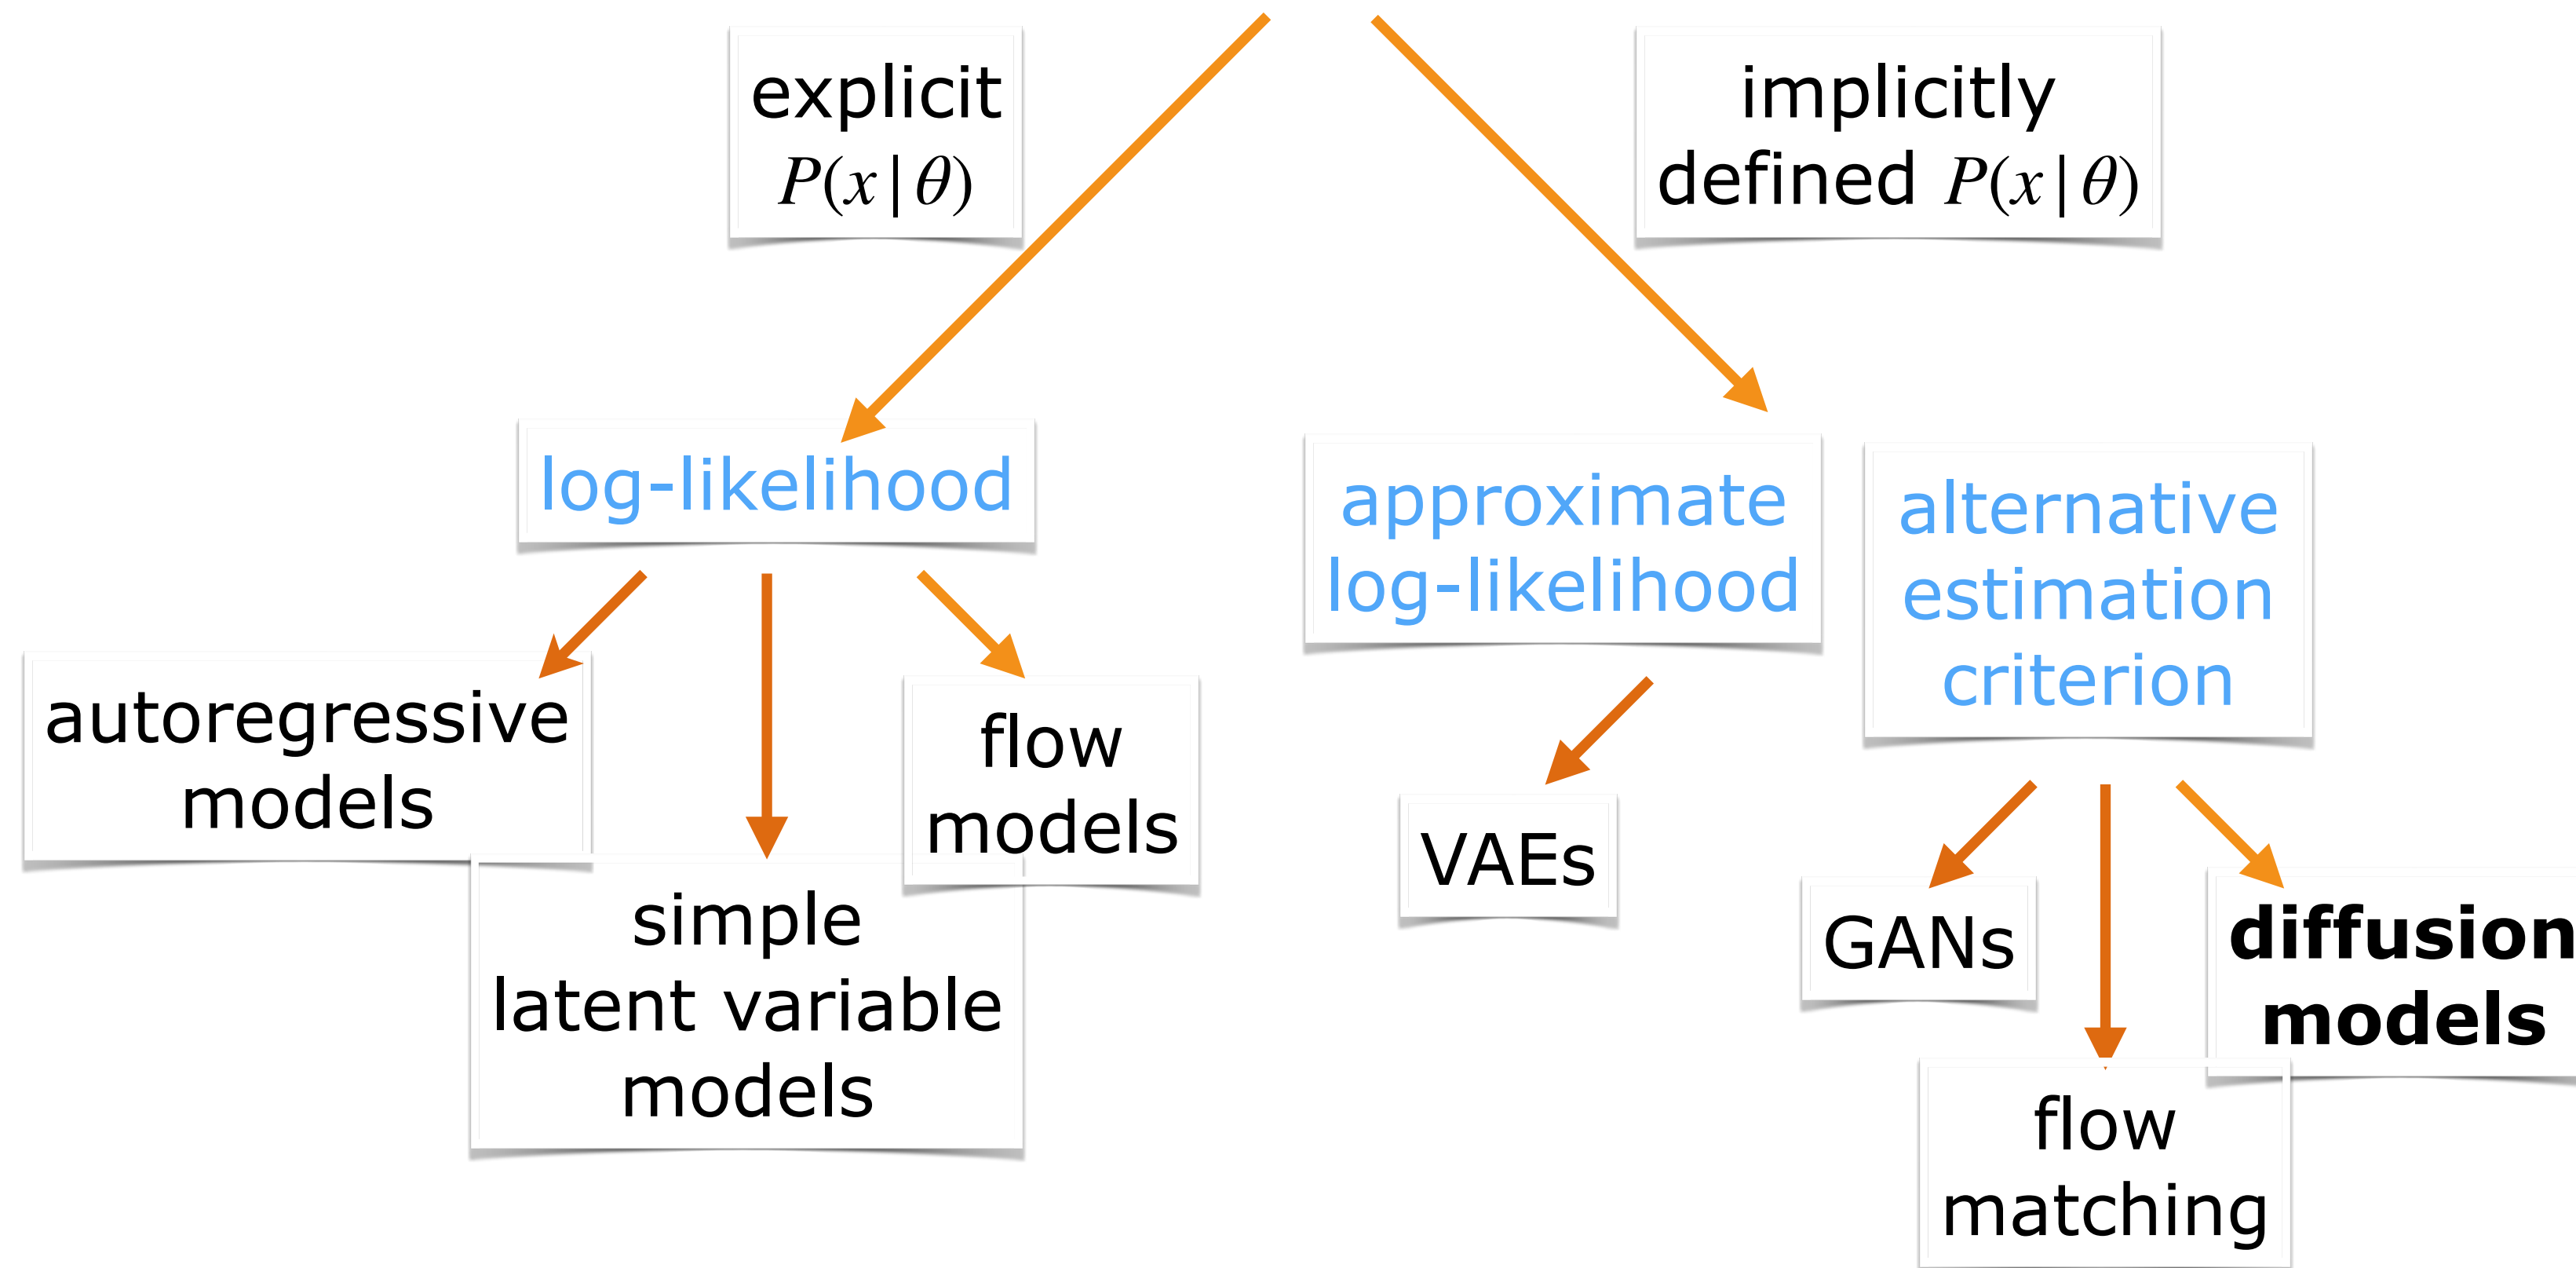 explicit
P(x | θ)
implicitly
defined P(x | θ)
log-likelihood
approximate
log-likelihood
alternative
estimation
criterion
autoregressive
models
simple
latent variable
models
flow
models
VAEs
GANs
flow
matching
diffusion
models